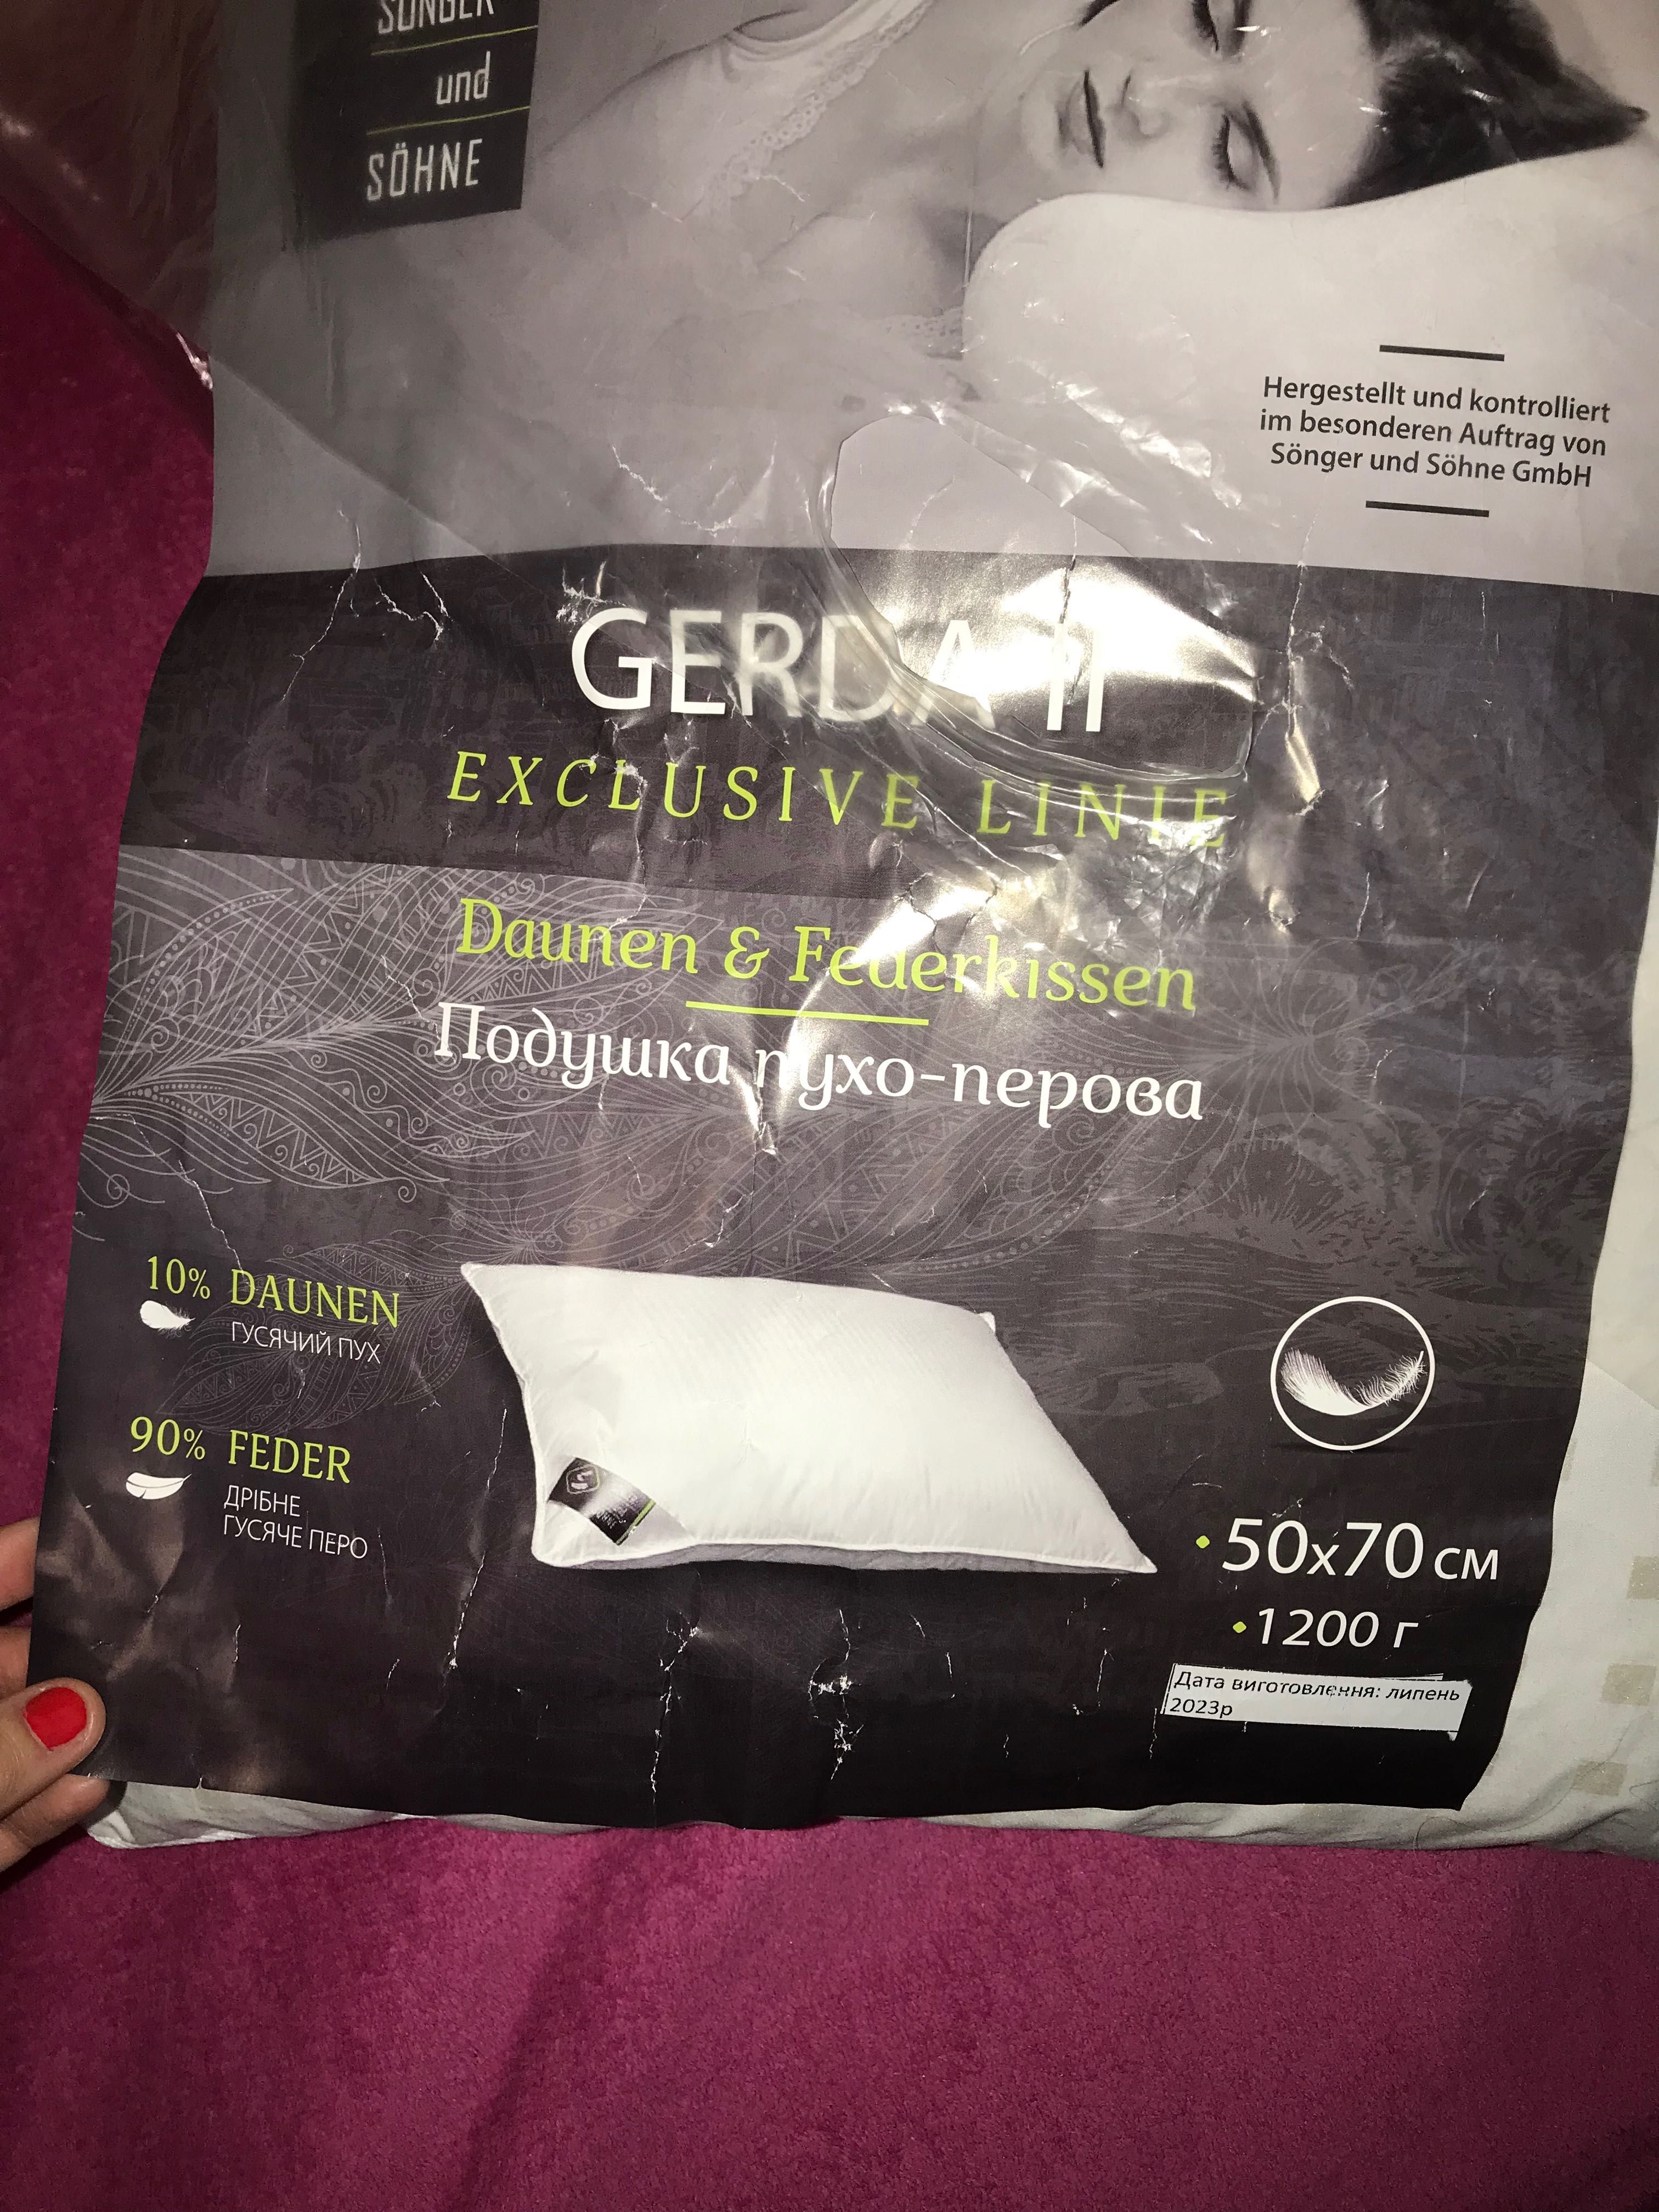 SÖNGER
und
SÖHNE
Hergestellt und kontrolliert
im besonderen Auftrag von
Sönger und Söhne GmbH
GERDA II
EXCLUSIVE LINIE
Daunen & Federkissen
Подушка пухо-перова
10% DAUNEN
ГУСЯЧИЙ ПУХ
90% FEDER
ДРІБНЕ
ГУСЯЧЕ ПЕРО
• 50x70 см
• 1200 г
Дата виготовлення: липень
2023р